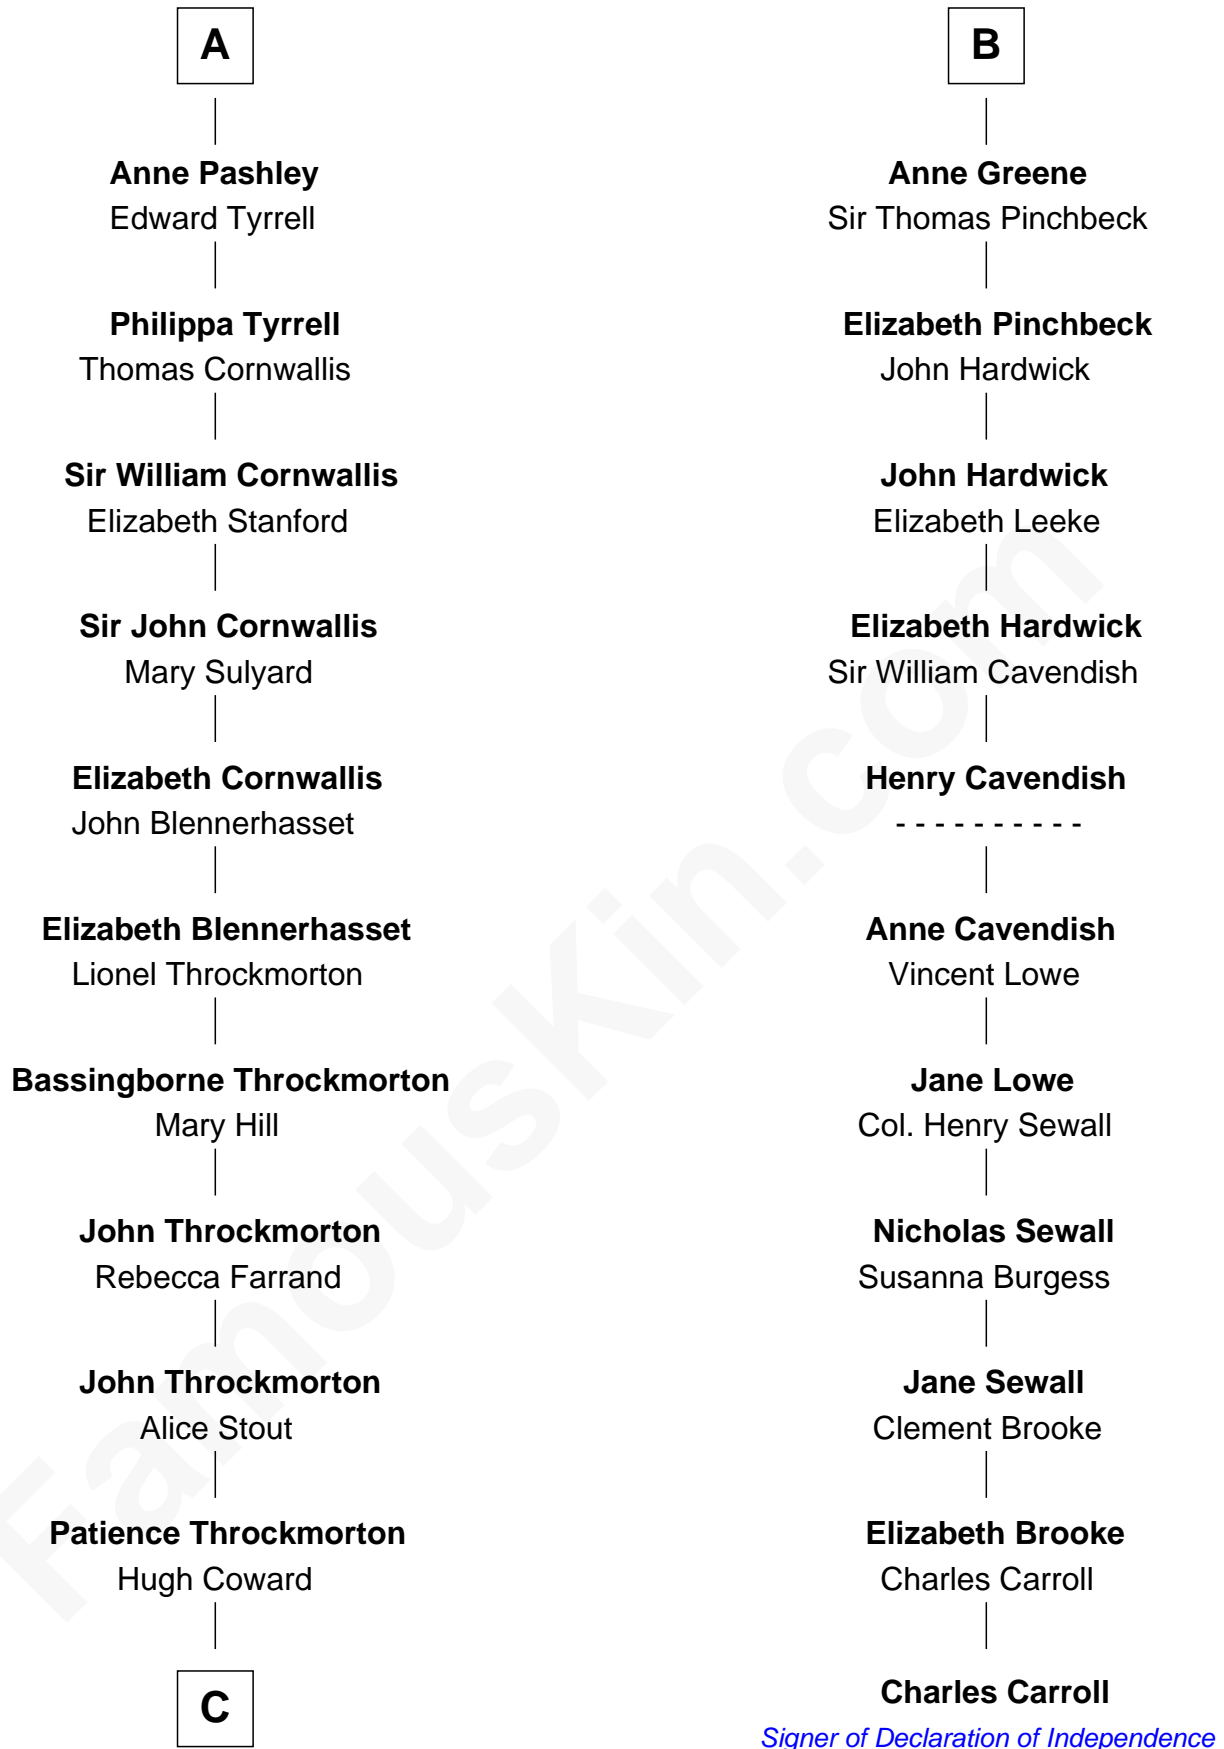 A
Anne Pashley
Edward Tyrrell
Philippa Tyrrell
Thomas Cornwallis
Sir William Cornwallis
Elizabeth Stanford
Sir John Cornwallis
Mary Sulyard
Elizabeth Cornwallis
John Blennerhasset
Elizabeth Blennerhasset
Lionel Throckmorton
Bassingborne Throckmorton
Mary Hill
John Throckmorton
Rebecca Farrand
John Throckmorton
Alice Stout
Patience Throckmorton
Hugh Coward
C
B
Anne Greene
Sir Thomas Pinchbeck
Elizabeth Pinchbeck
John Hardwick
John Hardwick
Elizabeth Leeke
Elizabeth Hardwick
Sir William Cavendish
Henry Cavendish
- - - - - - - - - -
Anne Cavendish
Vincent Lowe
Jane Lowe
Col. Henry Sewall
Nicholas Sewall
Susanna Burgess
Jane Sewall
Clement Brooke
Elizabeth Brooke
Charles Carroll
Charles Carroll
Signer of Declaration of Independence
FamousKin.com